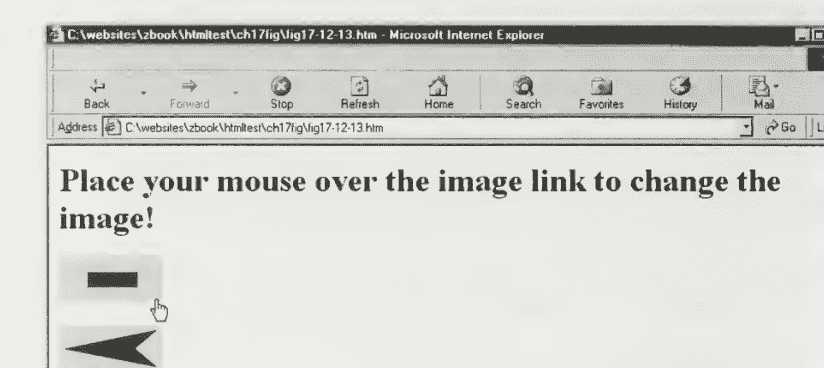 C:\websites\zbook\htmltest\ch17fig\fig17-12-13.htm - Microsoft Internet Explorer
Back Forward Stop Refresh Home Search Favorites History Mail
Address C:\websites\zbook\htmltest\ch17fig\fig17-12-13.htm Go
Place your mouse over the image link to change the
image!